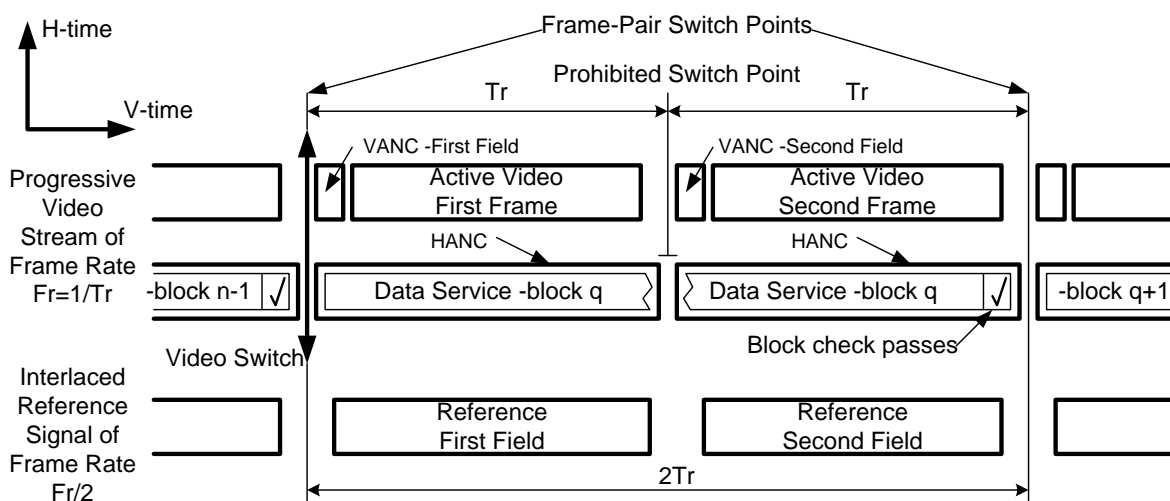 H-time
V-time
Frame-Pair Switch Points
Prohibited Switch Point
Tr
Tr
VANC -First Field
VANC -Second Field
Progressive
Video
Stream of
Frame Rate
Fr=1/Tr
Active Video
First Frame
Active Video
Second Frame
HANC
HANC
-block n-1
√
Data Service -block q
Data Service -block q
√
-block q+1
Video Switch
Block check passes
Interlaced
Reference
Signal of
Frame Rate
Fr/2
Reference
First Field
Reference
Second Field
2Tr